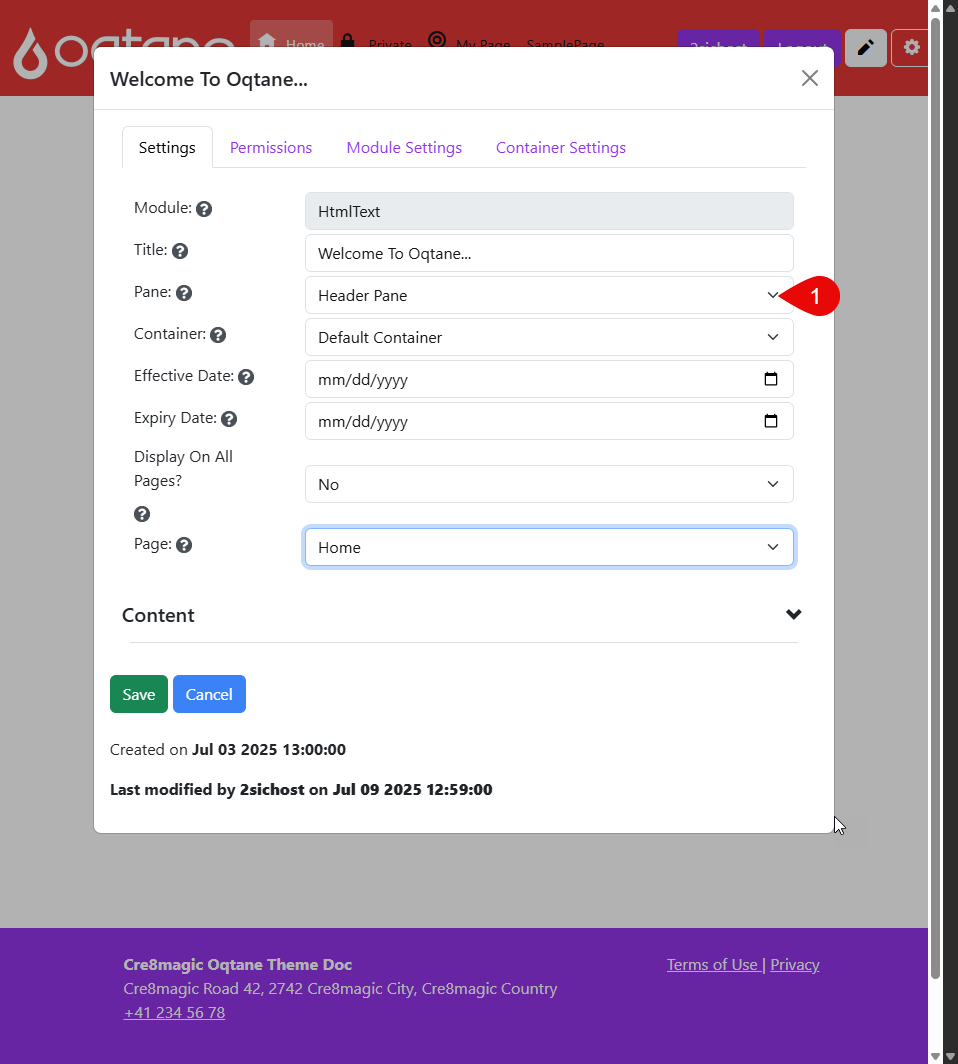 oqtane
Home Private My Page SamplePage 2sichost Logout
Welcome To Oqtane...
Settings Permissions Module Settings Container Settings
Module: HtmlText
Title: Welcome To Oqtane...
Pane: Header Pane
1
Container: Default Container
Effective Date: mm/dd/yyyy
Expiry Date: mm/dd/yyyy
Display On All
Pages?
No
Page: Home
Content
Save Cancel
Created on Jul 03 2025 13:00:00
Last modified by 2sichost on Jul 09 2025 12:59:00
Cre8magic Oqtane Theme Doc
Terms of Use | Privacy
Cre8magic Road 42, 2742 Cre8magic City, Cre8magic Country
+41 234 56 78